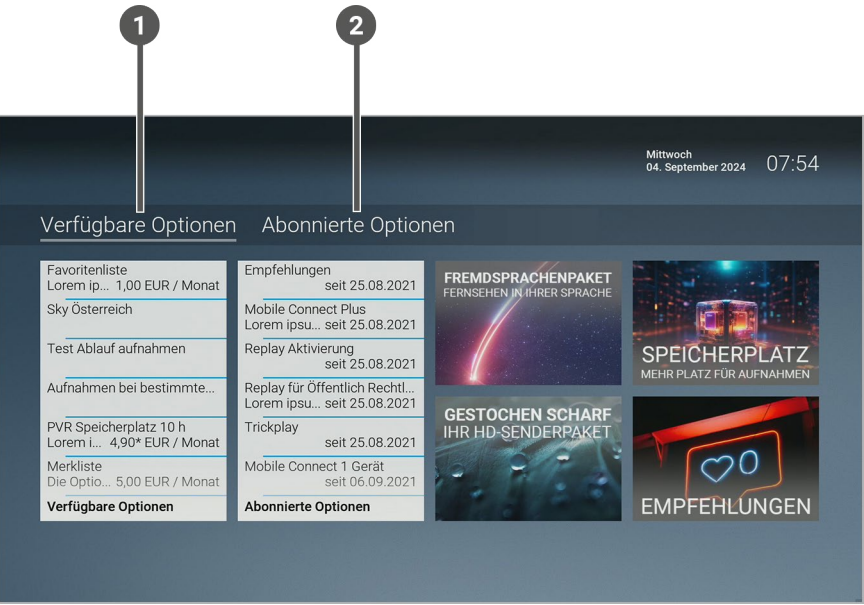 1
2
Mittwoch
04. September 2024
07:54
Verfügbare Optionen
Abonnierte Optionen
Favoritenliste
Lorem ip... 1,00 EUR / Monat
Sky Österreich
Test Ablauf aufnahmen
Aufnahmen bei bestimmte...
PVR Speicherplatz 10 h
Lorem i... 4,90* EUR / Monat
Merkliste
Die Optio... 5,00 EUR / Monat
Verfügbare Optionen
Empfehlungen
seit 25.08.2021
Mobile Connect Plus
Lorem ipsu... seit 25.08.2021
Replay Aktivierung
seit 25.08.2021
Replay für Öffentlich Rechtl...
Lorem ipsu... seit 25.08.2021
Trickplay
seit 25.08.2021
Mobile Connect 1 Gerät
seit 06.09.2021
Abonnierte Optionen
FREMDSPRACHENPAKET
FERNSEHEN IN IHRER SPRACHE
SPEICHERPLATZ
MEHR PLATZ FÜR AUFNAHMEN
GESTOCHEN SCHARF
IHR HD-SENDERPAKET
0
EMPFEHLUNGEN